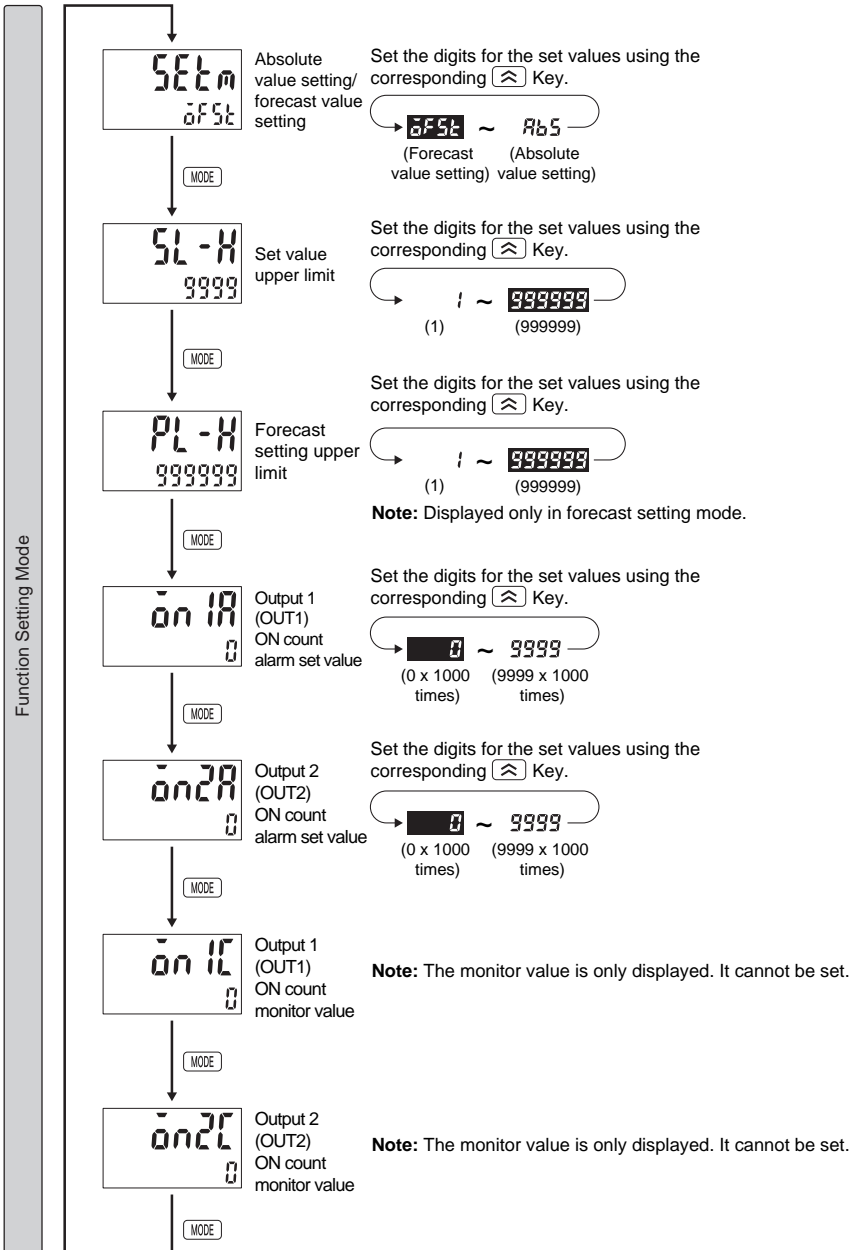 Function Setting Mode
SEtm
oFSt
Absolute
value setting/
forecast value
setting
Set the digits for the set values using the
corresponding Key.
oFSt ~ AbS
(Forecast (Absolute
value setting) value setting)
MODE
SL-H
9999
Set value
upper limit
Set the digits for the set values using the
corresponding Key.
1 ~ 999999
(1) (999999)
MODE
PL-H
999999
Forecast
setting upper
limit
Set the digits for the set values using the
corresponding Key.
1 ~ 999999
(1) (999999)
Note: Displayed only in forecast setting mode.
MODE
on1A
0
Output 1
(OUT1)
ON count
alarm set value
Set the digits for the set values using the
corresponding Key.
0 ~ 9999
(0 x 1000 (9999 x 1000
times) times)
MODE
on2A
0
Output 2
(OUT2)
ON count
alarm set value
Set the digits for the set values using the
corresponding Key.
0 ~ 9999
(0 x 1000 (9999 x 1000
times) times)
MODE
on1C
0
Output 1
(OUT1)
ON count
monitor value
Note: The monitor value is only displayed. It cannot be set.
MODE
on2C
0
Output 2
(OUT2)
ON count
monitor value
Note: The monitor value is only displayed. It cannot be set.
MODE